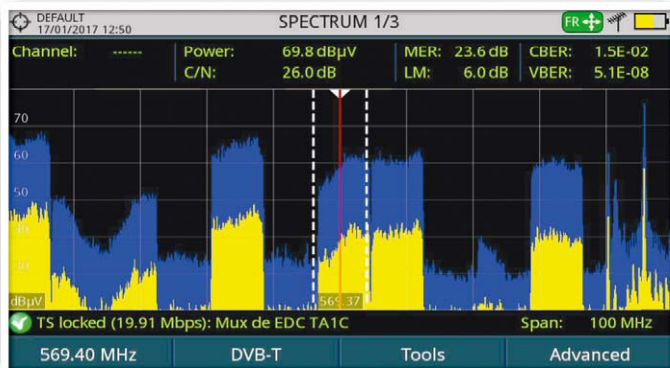 DEFAULT
17/01/2017 12:50
SPECTRUM 1/3
FR
Channel: ------
Power: 69.8 dBµV
MER: 23.6 dB
CBER: 1.5E-02
C/N: 26.0 dB
LM: 6.0 dB
VBER: 5.1E-08
70
60
50
dBµV
569.37
TS locked (19.91 Mbps): Mux de EDC TA1C
Span: 100 MHz
569.40 MHz
DVB-T
Tools
Advanced